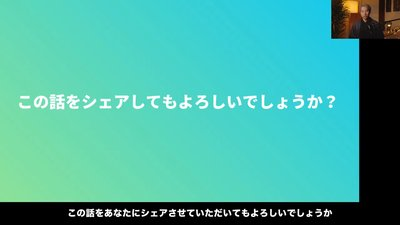 この話をシェアしてもよろしいでしょうか？
この話をあなたにシェアさせていただいてもよろしいでしょうか